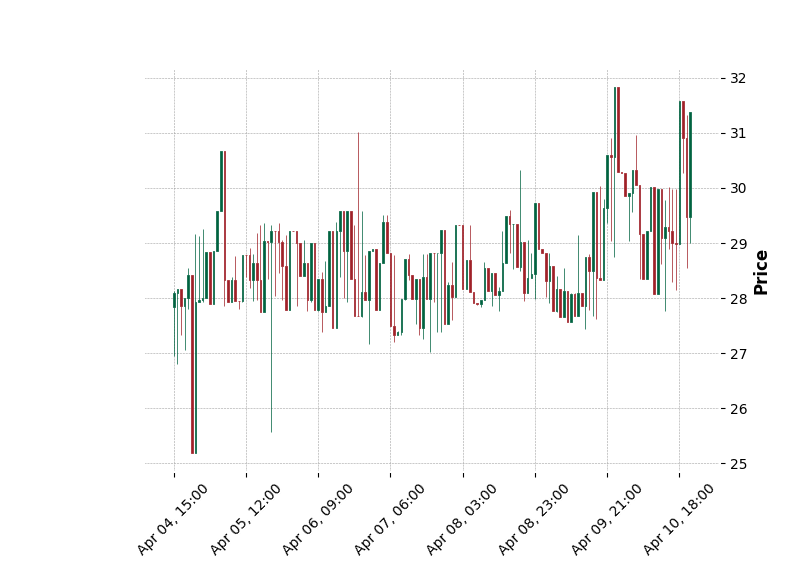 32
31
30
29
28
27
26
25
Price
Apr 04, 15:00
Apr 05, 12:00
Apr 06, 09:00
Apr 07, 06:00
Apr 08, 03:00
Apr 08, 23:00
Apr 09, 21:00
Apr 10, 18:00